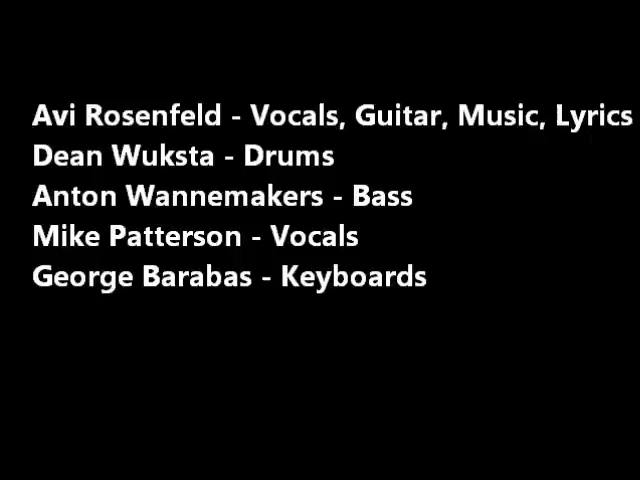 Avi Rosenfeld - Vocals, Guitar, Music, Lyrics
Dean Wuksta - Drums
Anton Wannemakers - Bass
Mike Patterson - Vocals
George Barabas - Keyboards